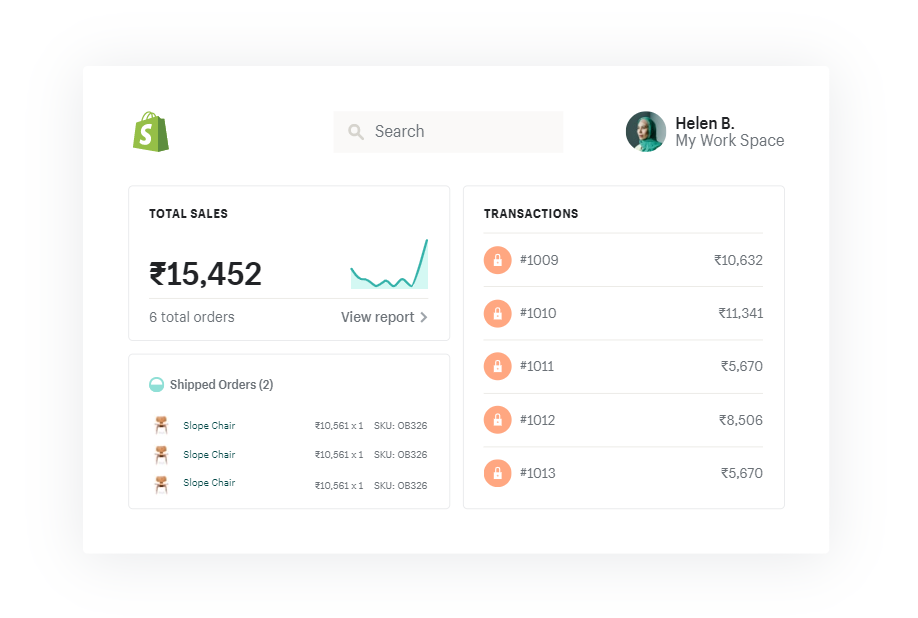 S
Search
Helen B.
My Work Space
TOTAL SALES
₹15,452
6 total orders
View report
Shipped Orders (2)
Slope Chair ₹10,561 x 1 SKU: OB326
Slope Chair ₹10,561 x 1 SKU: OB326
Slope Chair ₹10,561 x 1 SKU: OB326
TRANSACTIONS
#1009 ₹10,632
#1010 ₹11,341
#1011 ₹5,670
#1012 ₹8,506
#1013 ₹5,670